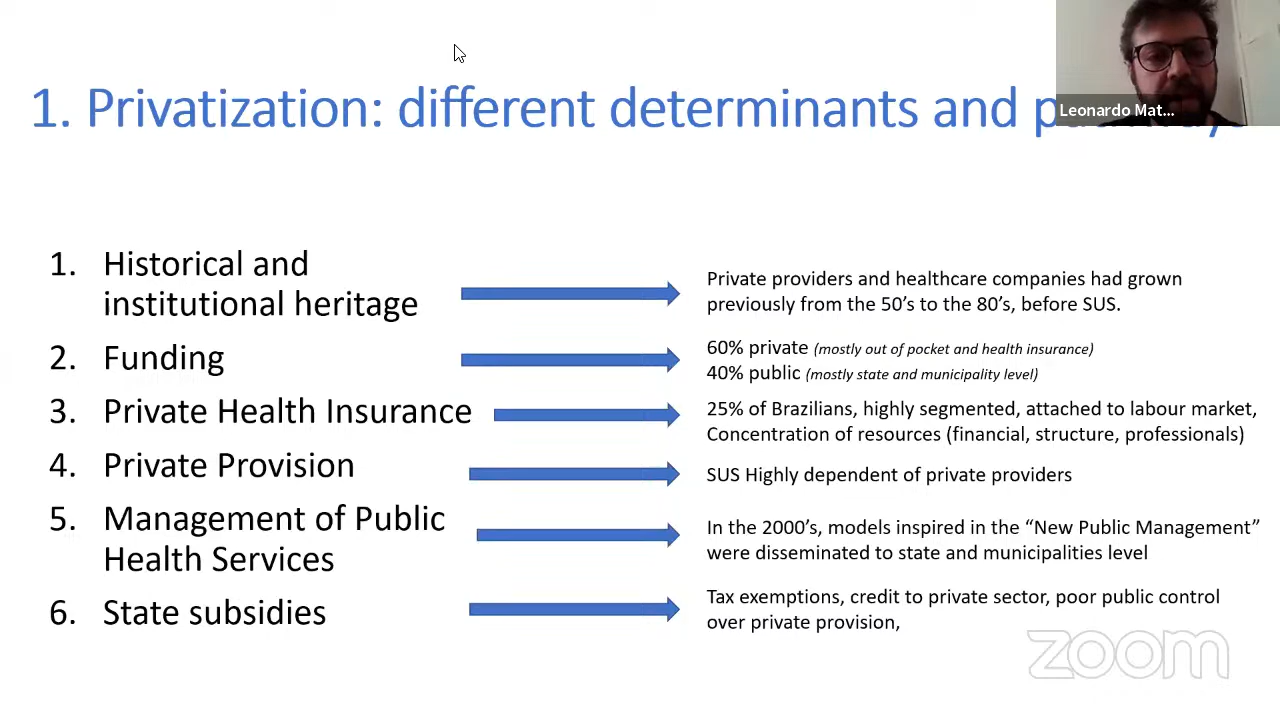 1. Privatization: different determinants and
Leonardo Mat...
1. Historical and
institutional heritage
Private providers and healthcare companies had grown
previously from the 50’s to the 80’s, before SUS.
2. Funding
60% private (mostly out of pocket and health insurance)
40% public (mostly state and municipality level)
3. Private Health Insurance
25% of Brazilians, highly segmented, attached to labour market,
Concentration of resources (financial, structure, professionals)
4. Private Provision
SUS Highly dependent of private providers
5. Management of Public
Health Services
In the 2000’s, models inspired in the “New Public Management”
were disseminated to state and municipalities level
6. State subsidies
Tax exemptions, credit to private sector, poor public control
over private provision,
zoom